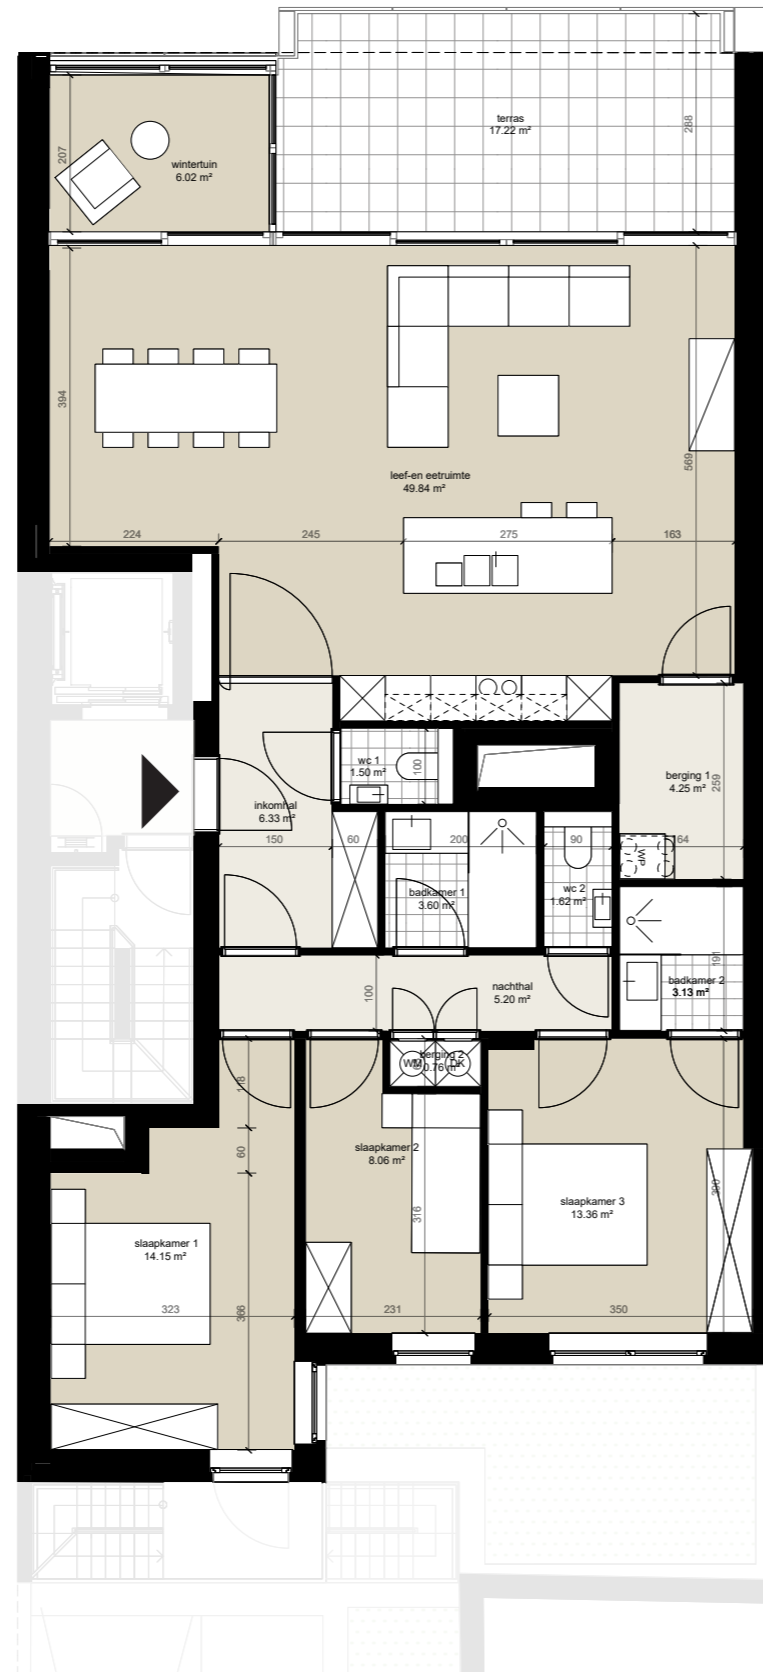 terras
17.22 m²
288
207
wintertuin
6.02 m²
394
leef-en eetruimte
49.84 m²
569
224
245
275
163
wc 1
1.50 m²
100
berging 1
4.25 m²
259
inkomhal
6.33 m²
150
60
200
90
164
WP
badkamer 1
3.60 m²
wc 2
1.62 m²
191
badkamer 2
3.13 m²
nachthal
5.20 m²
100
berging 2
0.76 m²
WM
DK
118
60
slaapkamer 2
8.06 m²
316
slaapkamer 3
13.36 m²
390
slaapkamer 1
14.15 m²
323
366
231
350